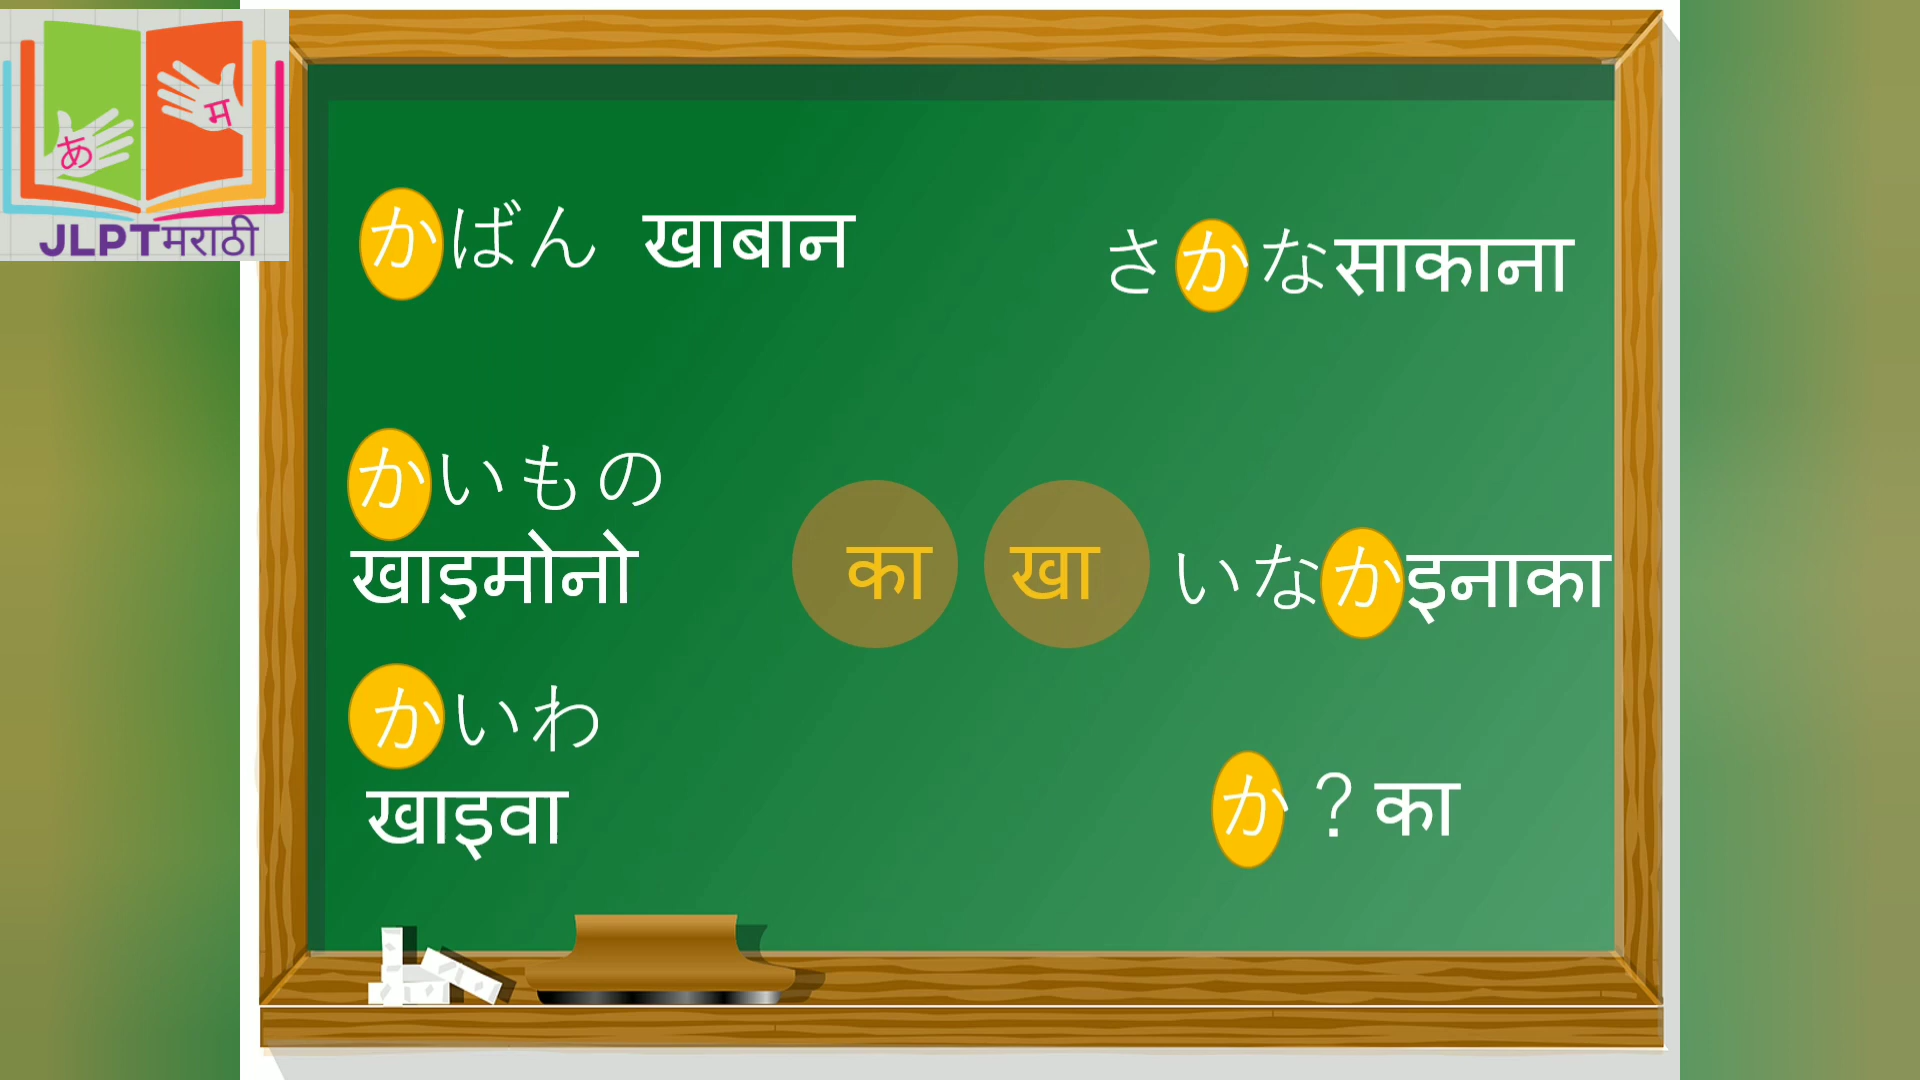 あ म
JLPTमराठी
かばん खाबान
さかなसाकाना
かいもの
खाइमोनो
का खा
いなかइनाका
かいわ
खाइवा
か？का